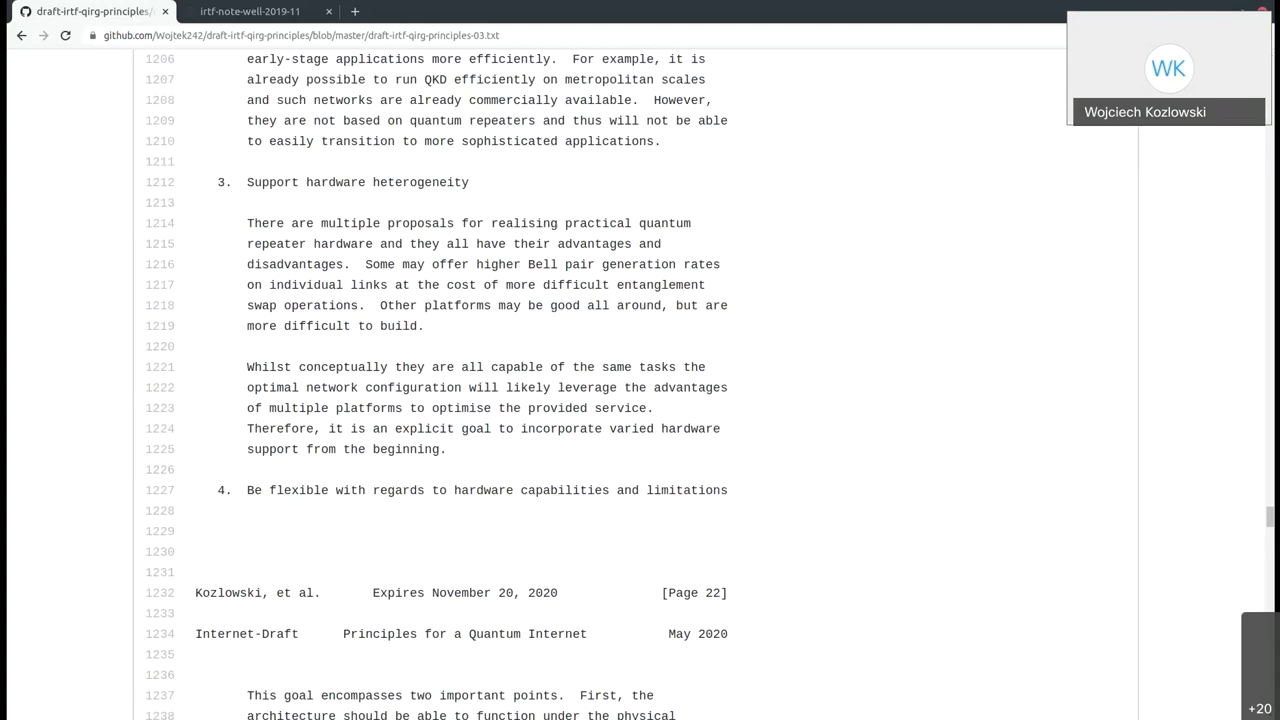 draft-irtf-qirg-principles/
irtf-note-well-2019-11
github.com/Wojtek242/draft-irtf-qirg-principles/blob/master/draft-irtf-qirg-principles-03.txt
WK
Wojciech Kozlowski
1206 early-stage applications more efficiently. For example, it is
1207 already possible to run QKD efficiently on metropolitan scales
1208 and such networks are already commercially available. However,
1209 they are not based on quantum repeaters and thus will not be able
1210 to easily transition to more sophisticated applications.
1211
1212 3. Support hardware heterogeneity
1213
1214 There are multiple proposals for realising practical quantum
1215 repeater hardware and they all have their advantages and
1216 disadvantages. Some may offer higher Bell pair generation rates
1217 on individual links at the cost of more difficult entanglement
1218 swap operations. Other platforms may be good all around, but are
1219 more difficult to build.
1220
1221 Whilst conceptually they are all capable of the same tasks the
1222 optimal network configuration will likely leverage the advantages
1223 of multiple platforms to optimise the provided service.
1224 Therefore, it is an explicit goal to incorporate varied hardware
1225 support from the beginning.
1226
1227 4. Be flexible with regards to hardware capabilities and limitations
1228
1229
1230
1231
1232 Kozlowski, et al. Expires November 20, 2020 [Page 22]
1233
1234 Internet-Draft Principles for a Quantum Internet May 2020
1235
1236
1237 This goal encompasses two important points. First, the
1238 architecture should be able to function under the physical
+20